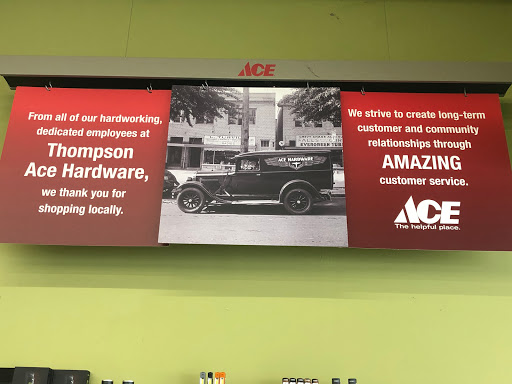 ACE
From all of our hardworking,
dedicated employees at
Thompson
Ace Hardware,
we thank you for
shopping locally.
ACE HARDWARE
EVERGREEN TUB
We strive to create long-term
customer and community
relationships through
AMAZING
customer service.
ACE
The helpful place.